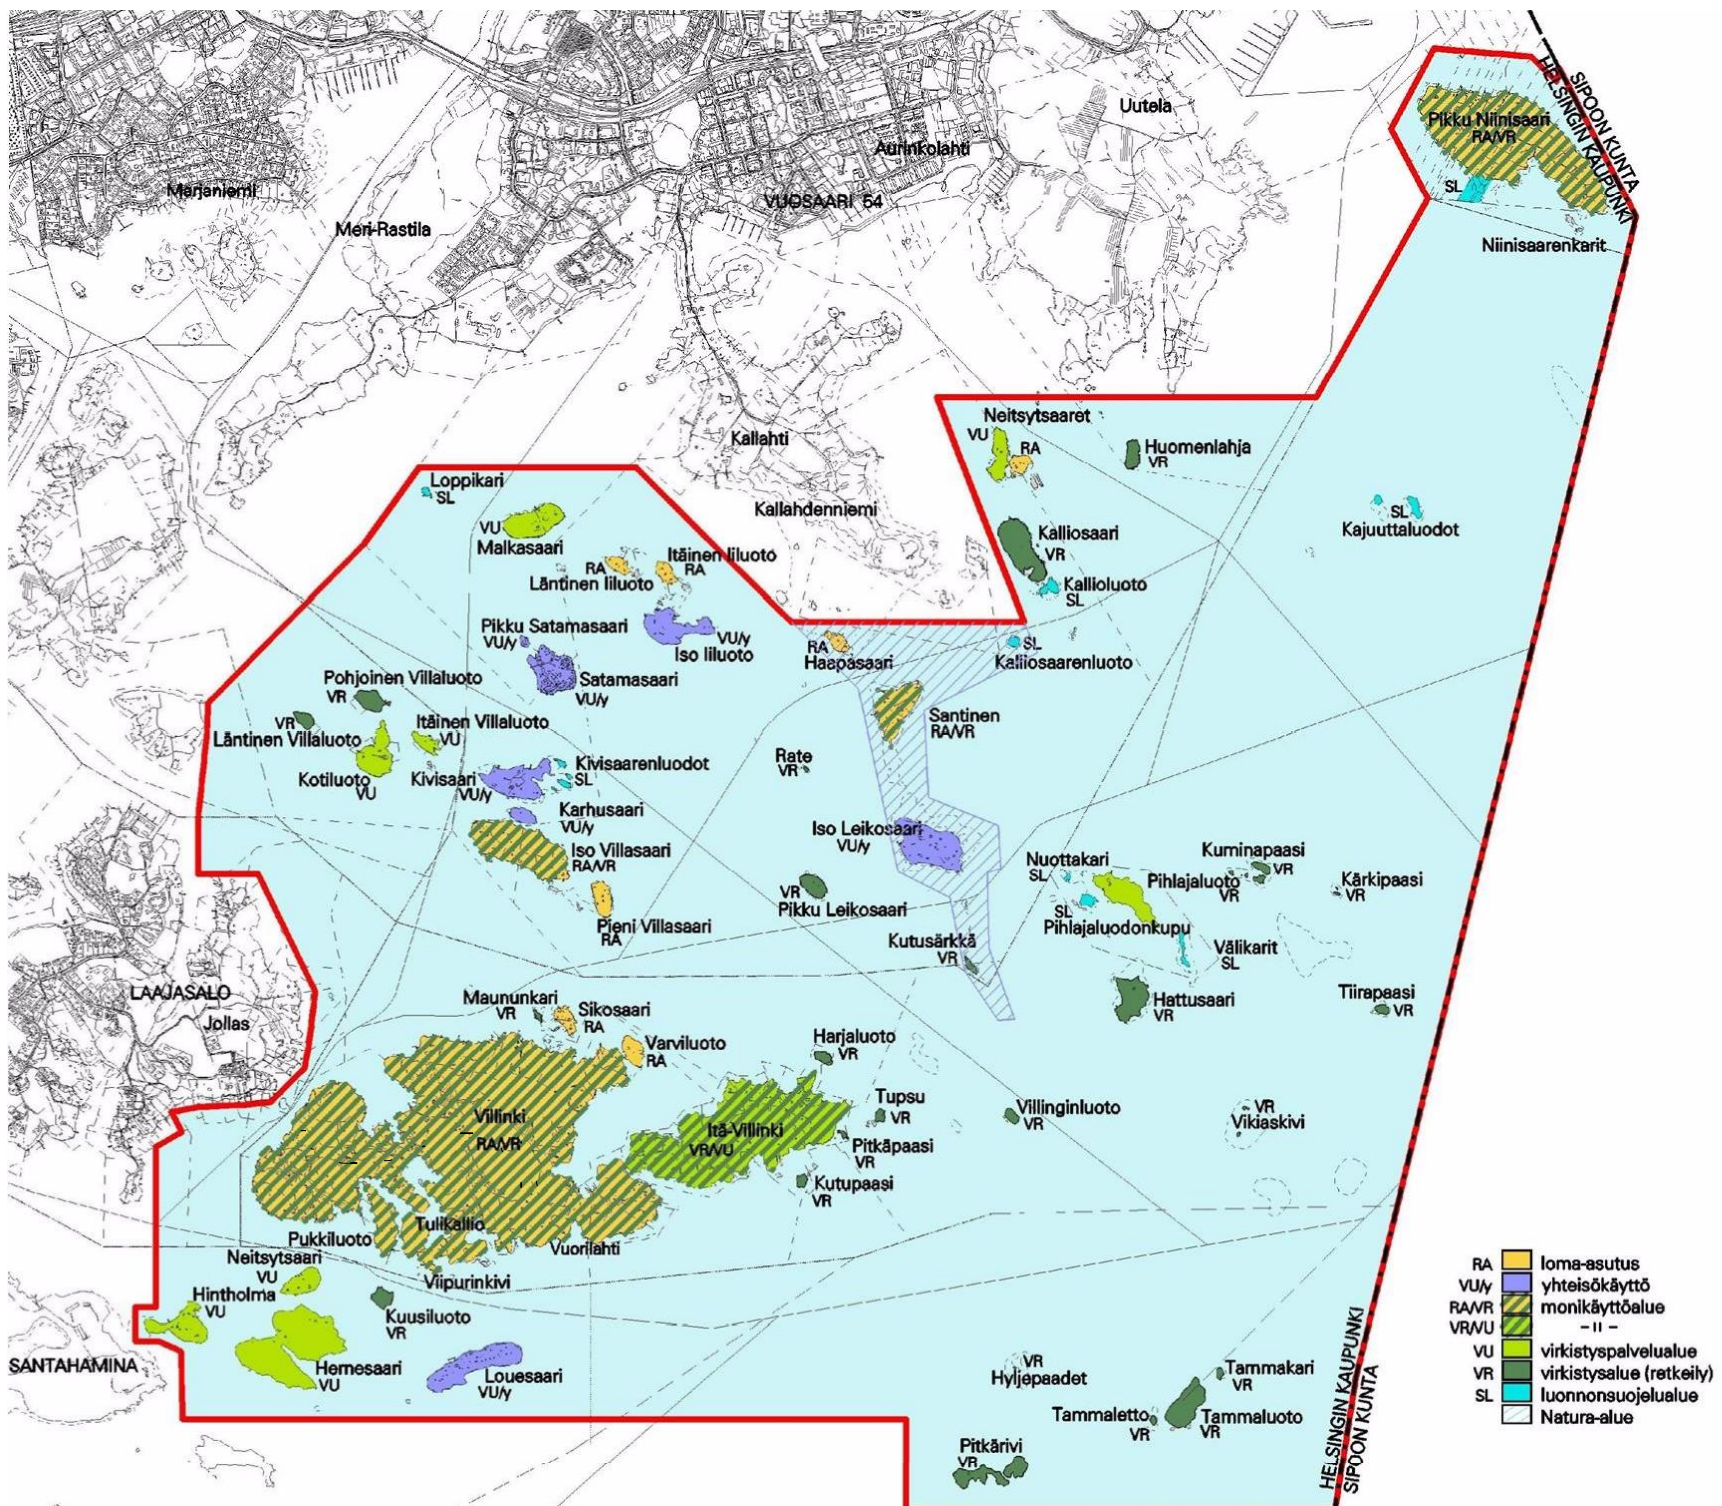 SIPOON KUNTA
HELSINGIN KAUPUNKI
Uutela
Pikku Niinisaari
RA/VR
Aurinkolahti
Marjaniemi
SL
VUOSAARI 54
Meri-Rastila
Niinisaarenkarit
Neitsytsaaret
VU
RA
Kallahti
Huomenlahja
VR
Loppikari
SL
Kallahdenniemi
SL
Kajuuttaluodot
VU
Malkasaari
Kalliosaari
VR
Itäinen Iiluoto
RA
RA
Läntinen Iiluoto
Kallioluoto
SL
Pikku Satamasaari
VU/y
VU/y
Iso Iiluoto
RA
Haapasaari
SL
Kalliosaarenluoto
Pohjoinen Villaluoto
VR
Satamasaari
VU/y
VR
Läntinen Villaluoto
Itäinen Villaluoto
VU
Santinen
RA/VR
Kotiluoto
VU
Kivisaari
VU/y
Kivisaarenluodot
SL
Rate
VR
Karhusaari
VU/y
Iso Leikosaari
VU/y
Iso Villasaari
RA/VR
Nuottakari
SL
Pihlajaluoto
VR
Kuminapaasi
VR
Kärkipaasi
VR
VR
Pikku Leikosaari
SL
Pihlajaluodonkupu
Pieni Villasaari
RA
Kutusärkkä
VR
Välikarit
SL
LAAJASALO
Jollas
Maununkari
VR
Sikosaari
RA
Hattusaari
VR
Tiirapaasi
VR
Varviluoto
RA
Harjaluoto
VR
Villinki
RA/VR
Itä-Villinki
VR/VU
Tupsu
VR
Villinginluoto
VR
VR
Vikiaskivi
Pitkäpaasi
VR
Kutupaasi
VR
Tulikallio
Pukkiluoto
Vuorilahti
Neitsytsaari
VU
Viipurinkivi
Hintholma
VU
Kuusiluoto
VR
SANTAHAMINA
Hernesaari
VU
Louesaari
VU/y
VR
Hyljepaadet
Tammakari
VR
Tammaletto
VR
Tammaluoto
VR
Pitkärivi
VR
HELSINGIN KAUPUNKI
SIPOON KUNTA
RA loma-asutus
VU/y yhteisökäyttö
RA/VR monikäyttöalue
VR/VU - II -
VU virkistyspalvelualue
VR virkistysalue (retkeily)
SL luonnonsuojelualue
Natura-alue